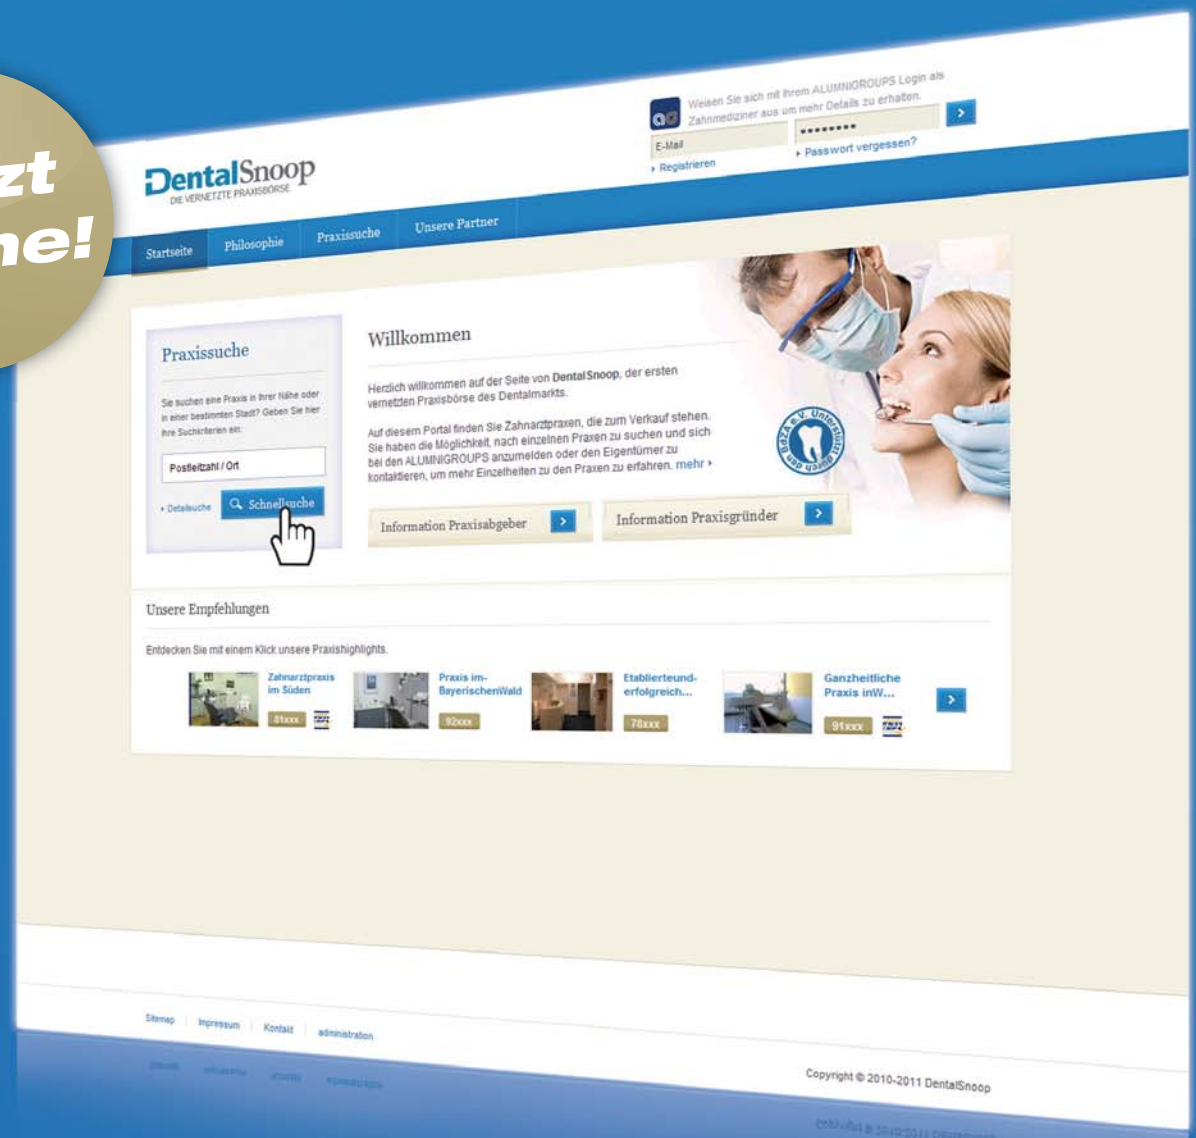 zt
ne!
Weisen Sie sich mit Ihrem ALUMNIGROUPS Login als
Zahnmediziner aus um mehr Details zu erhalten.
E-Mail
••••••••
Registrieren
Passwort vergessen?
DentalSnoop
DIE VERNETZTE PRAXISBÖRSE
Startseite Philosophie Praxissuche Unsere Partner
Praxissuche
Sie suchen eine Praxis in Ihrer Nähe oder
in einer bestimmten Stadt? Geben Sie hier
Ihre Suchkriterien ein:
Postleitzahl / Ort
Detailsuche
Schnellsuche
Willkommen
Herzlich willkommen auf der Seite von DentalSnoop, der ersten
vernetzten Praxisbörse des Dentalmarkts.
Auf diesem Portal finden Sie Zahnarztpraxen, die zum Verkauf stehen.
Sie haben die Möglichkeit, nach einzelnen Praxen zu suchen und sich
bei den ALUMNIGROUPS anzumelden oder den Eigentümer zu
kontaktieren, um mehr Einzelheiten zu den Praxen zu erfahren. mehr
Unterstützt durch den BdZA e.V.
Information Praxisabgeber
Information Praxisgründer
Unsere Empfehlungen
Entdecken Sie mit einem Klick unsere Praxishighlights.
Zahnarztpraxis
im Süden
81xxx
Praxis im-
BayerischenWald
92xxx
Etablierteund-
erfolgreich...
78xxx
Ganzheitliche
Praxis inW...
91xxx
Sitemap Impressum Kontakt administration
Copyright © 2010-2011 DentalSnoop